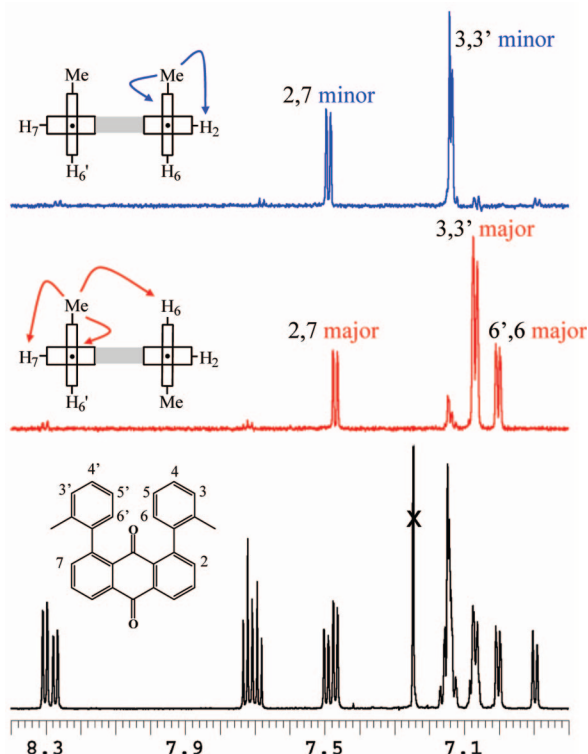 3,3' minor
Me Me
2,7 minor
H7 H2
H6' H6
3,3' major
Me H6
2,7 major 6',6 major
H7 H2
H6' Me
4' 4
3' 5' 5 3
6' 6
X
O
7 2
O
8.3 7.9 7.5 7.1